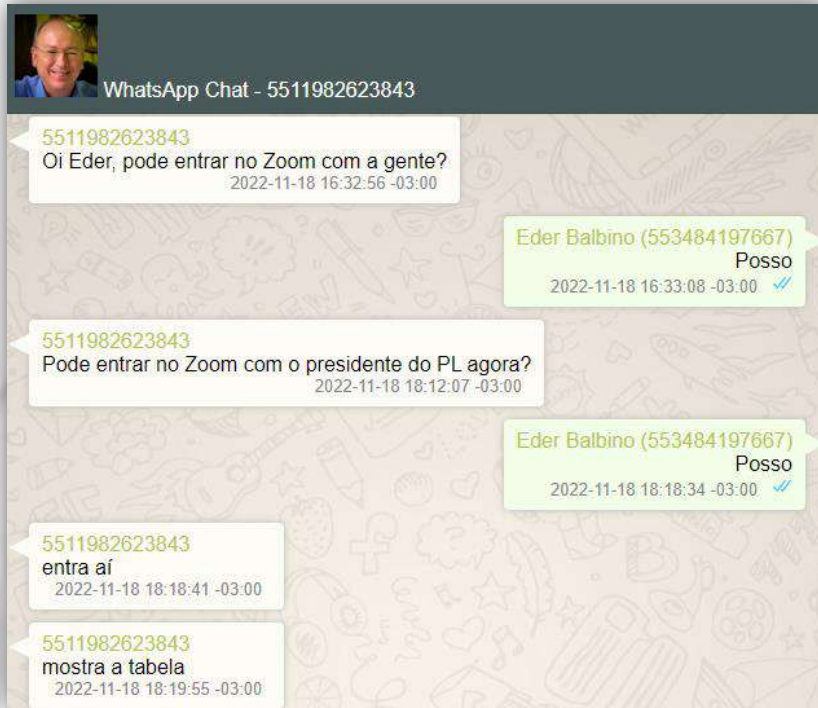 WhatsApp Chat - 5511982623843
5511982623843
Oi Eder, pode entrar no Zoom com a gente?
2022-11-18 16:32:56 -03:00
Eder Balbino (553484197667)
Posso
2022-11-18 16:33:08 -03:00
5511982623843
Pode entrar no Zoom com o presidente do PL agora?
2022-11-18 18:12:07 -03:00
Eder Balbino (553484197667)
Posso
2022-11-18 18:18:34 -03:00
5511982623843
entra aí
2022-11-18 18:18:41 -03:00
5511982623843
mostra a tabela
2022-11-18 18:19:55 -03:00